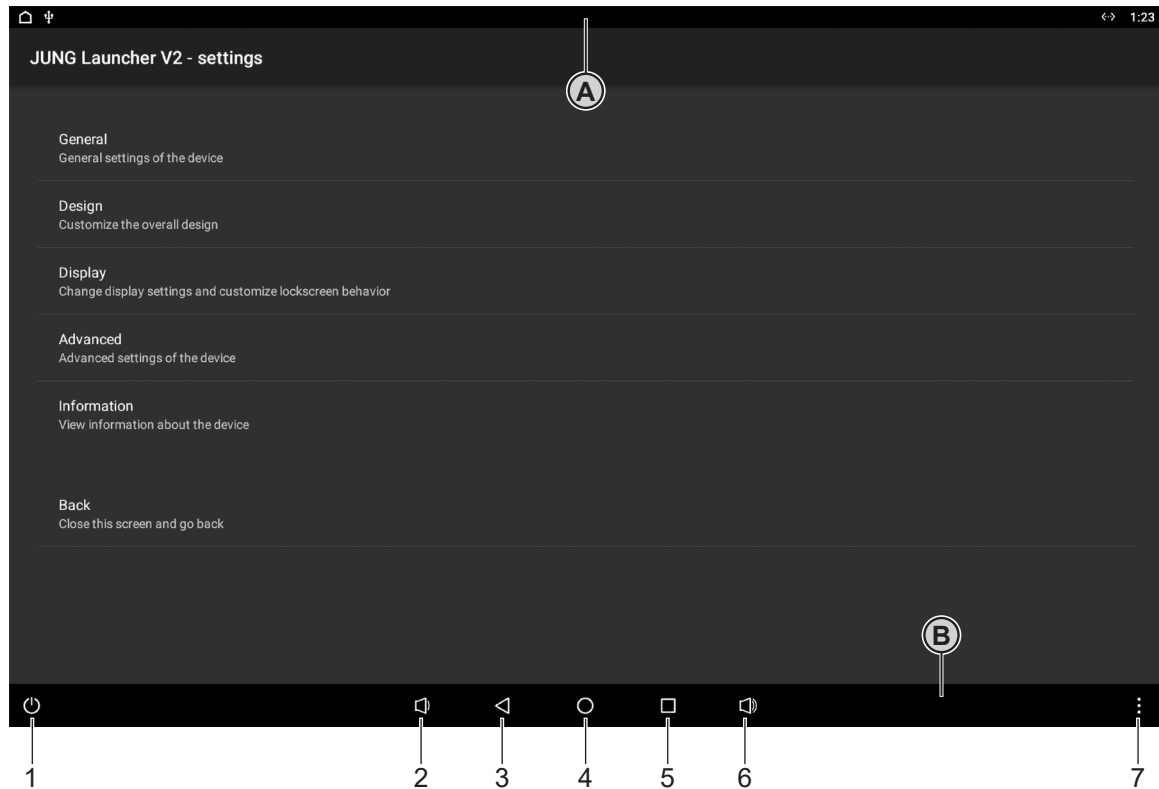 1:23
JUNG Launcher V2 - settings
A
General
General settings of the device
Design
Customize the overall design
Display
Change display settings and customize lockscreen behavior
Advanced
Advanced settings of the device
Information
View information about the device
Back
Close this screen and go back
B
1 2 3 4 5 6 7